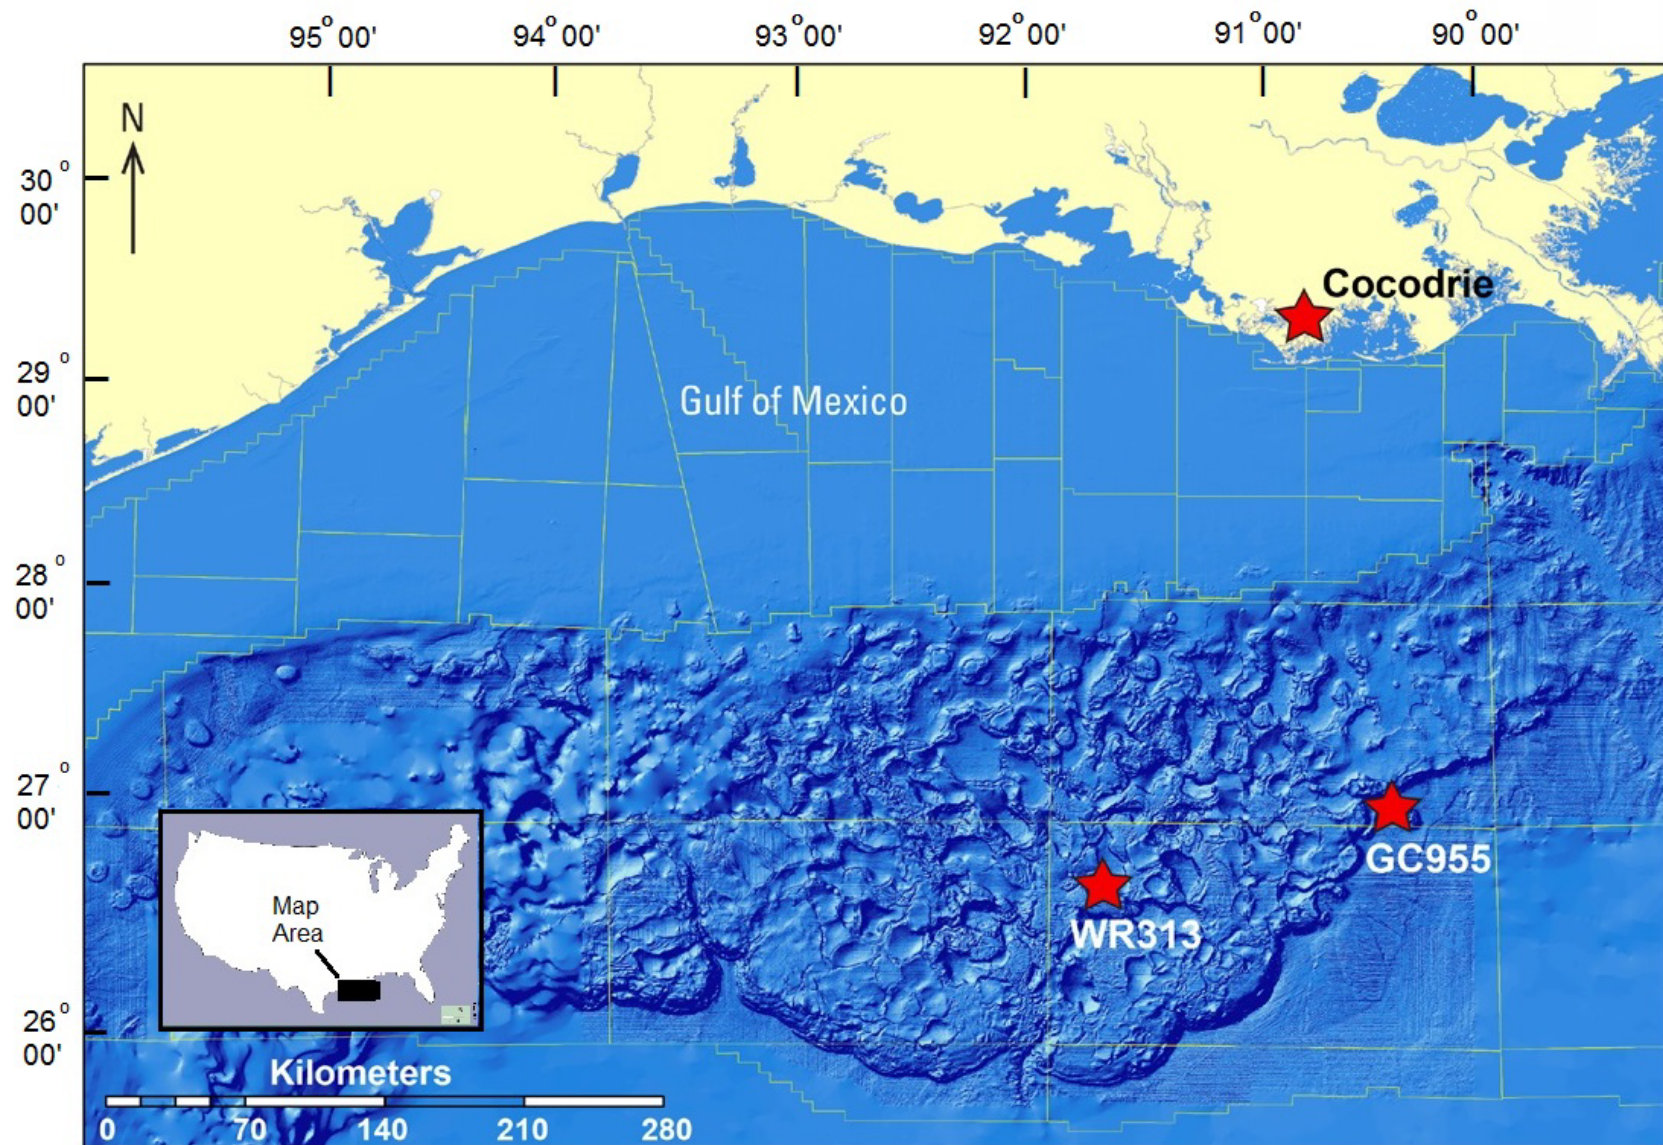 95° 00' 94° 00' 93° 00' 92° 00' 91° 00' 90° 00'
N
30°
00'
Cocodrie
29°
00'
Gulf of Mexico
28°
00'
27°
00'
GC955
Map
Area
WR313
26°
00'
Kilometers
0 70 140 210 280